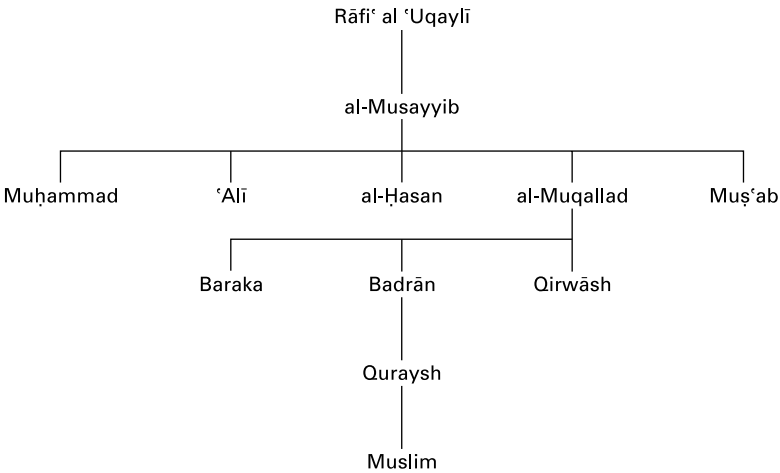 Rāfiʿ al ʿUqaylī
al-Musayyib
Muḥammad ʿAlī al-Ḥasan al-Muqallad Muṣʿab
Baraka Badrān Qirwāsh
Quraysh
Muslim